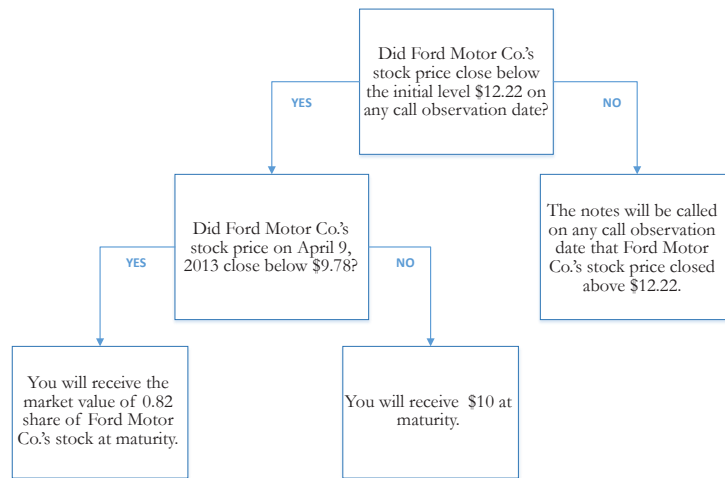 Did Ford Motor Co.'s
stock price close below
the initial level $12.22 on
any call observation date?
YES
NO
Did Ford Motor Co.'s
stock price on April 9,
2013 close below $9.78?
The notes will be called
on any call observation
date that Ford Motor
Co.'s stock price closed
above $12.22.
YES
NO
You will receive the
market value of 0.82
share of Ford Motor
Co.'s stock at maturity.
You will receive $10 at
maturity.